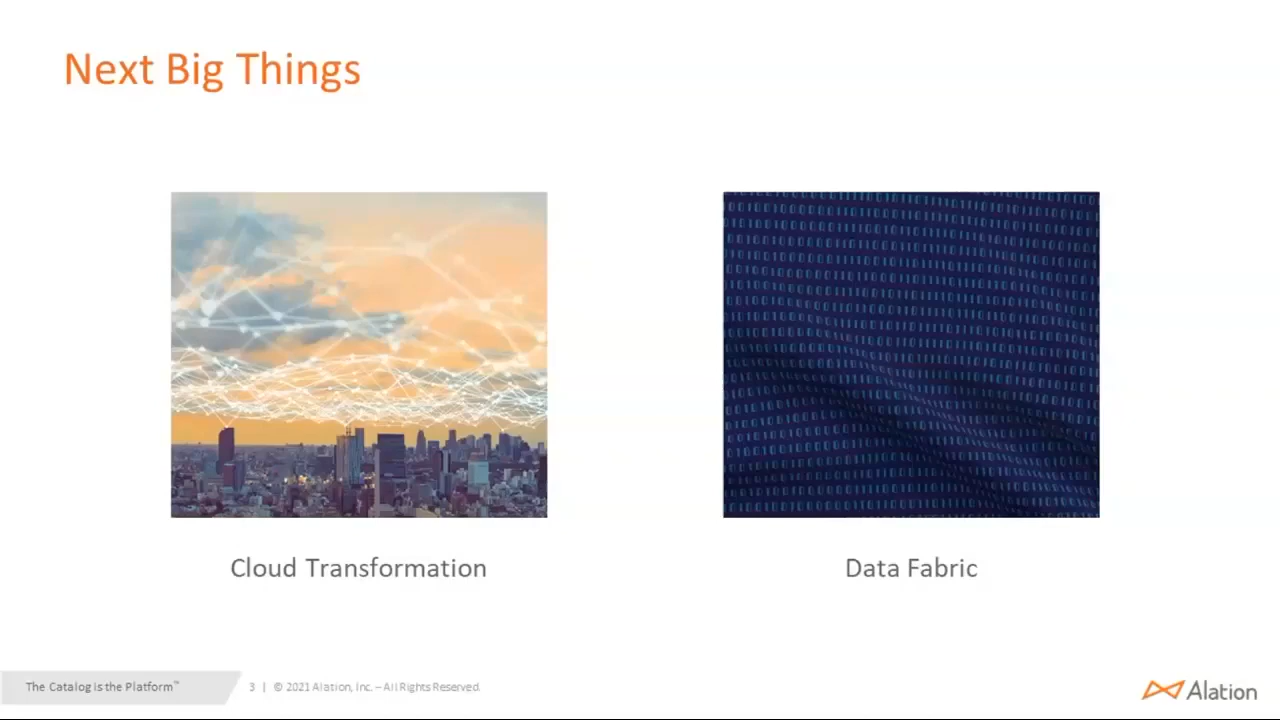 Next Big Things
Cloud Transformation
Data Fabric
The Catalog is the Platform™
3 | © 2021 Alation, Inc. – All Rights Reserved.
Alation